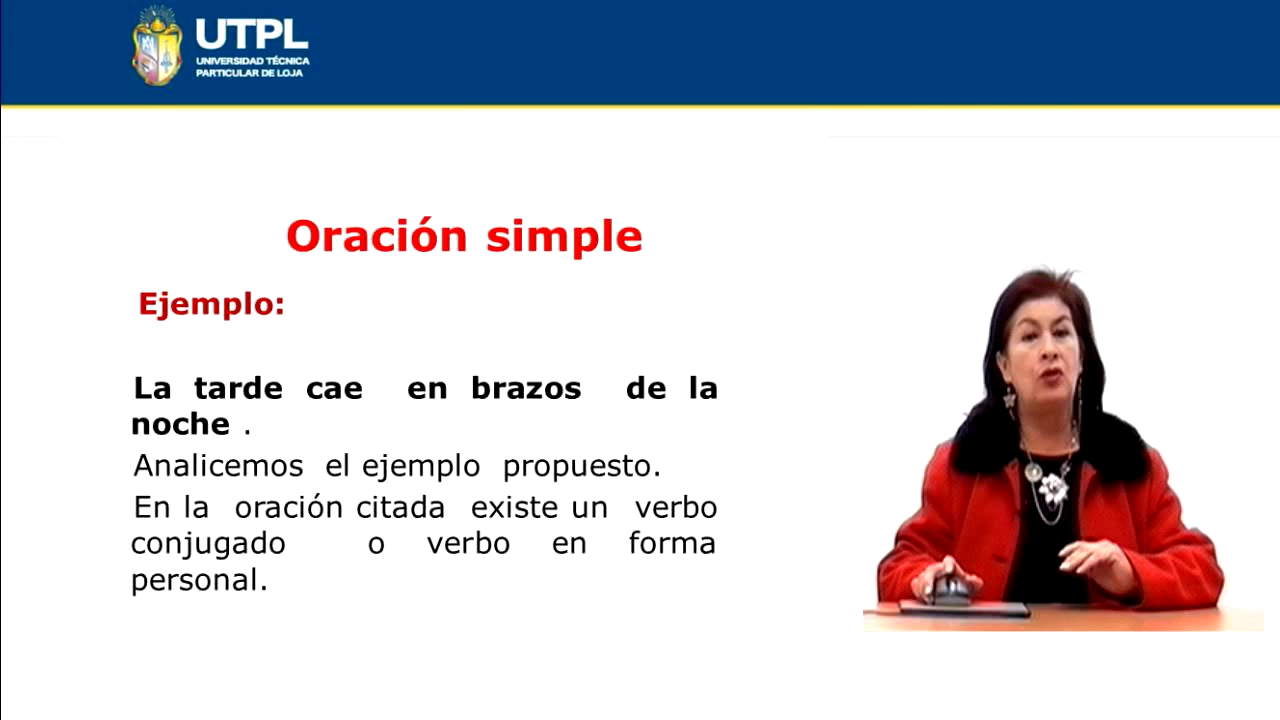 UTPL
UNIVERSIDAD TÉCNICA
PARTICULAR DE LOJA
Oración simple
Ejemplo:
La tarde cae en brazos de la
noche .
Analicemos el ejemplo propuesto.
En la oración citada existe un verbo
conjugado o verbo en forma
personal.